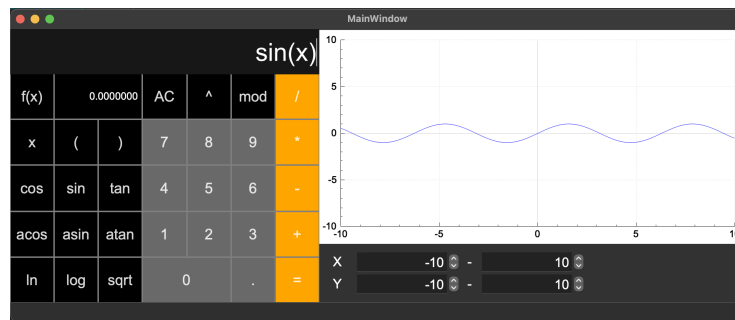 MainWindow
sin(x)
f(x) 0.0000000 AC ^ mod /
x ( ) 7 8 9 *
cos sin tan 4 5 6 -
acos asin atan 1 2 3 +
ln log sqrt 0 . =
10
5
0
-5
-10
-10 -5 0 5 1
X -10 - 10
Y -10 - 10